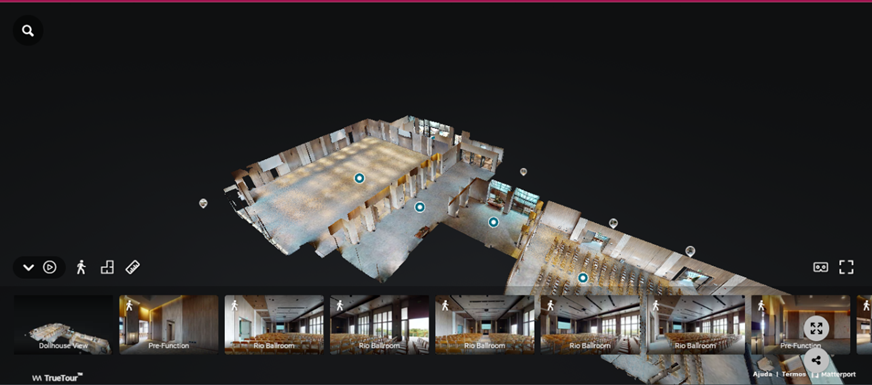 Dollhouse View
Pre-Function
Rio Ballroom
Rio Ballroom
Rio Ballroom
Rio Ballroom
Rio Ballroom
Pre-Function
TrueTour™
Ajuda | Termos | Matterport